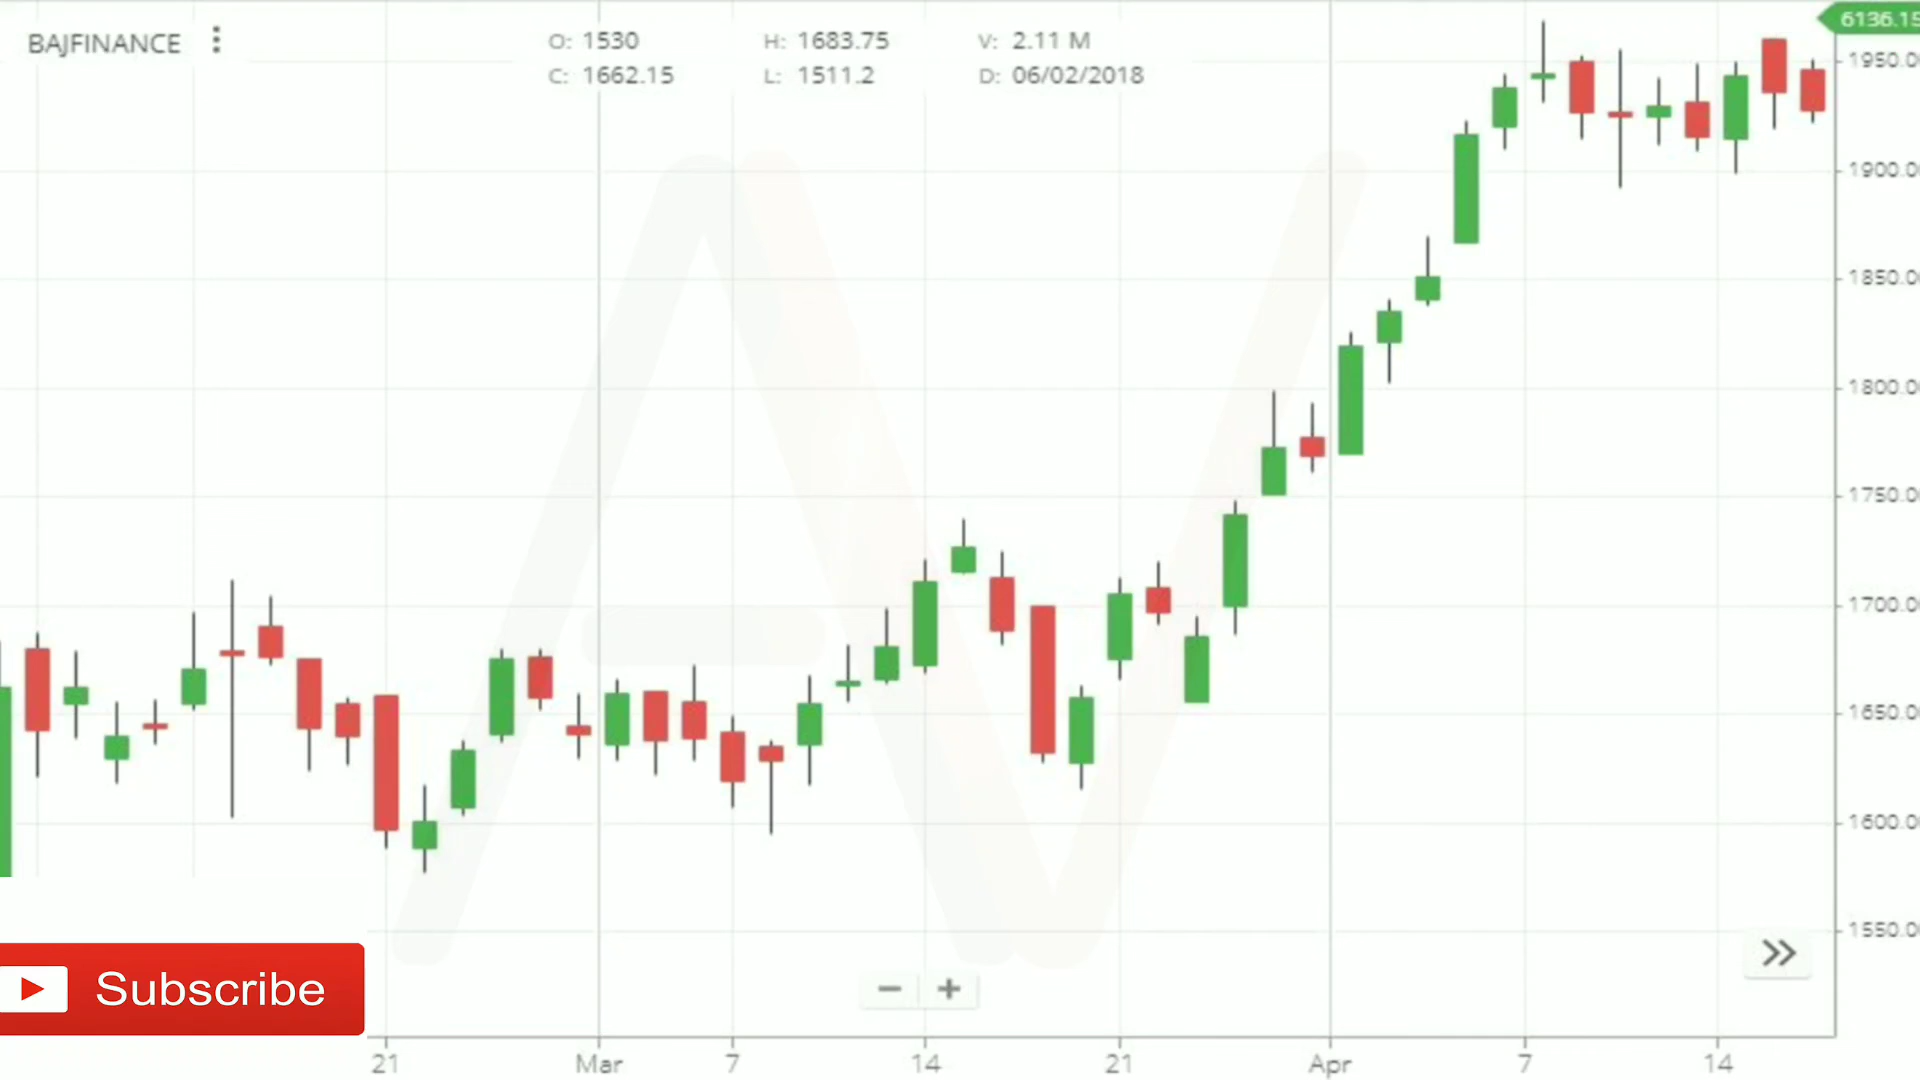 BAJFINANCE
O: 1530 H: 1683.75 V: 2.11 M
C: 1662.15 L: 1511.2 D: 06/02/2018
6136.15
1950.0
1900.0
1850.0
1800.0
1750.0
1700.0
1650.0
1600.0
1550.0
Subscribe
21 Mar 7 14 21 Apr 7 14